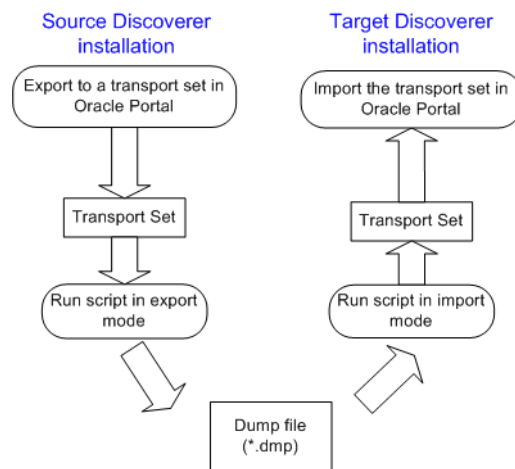 Source Discoverer
installation
Export to a transport set in
Oracle Portal
Transport Set
Run script in export
mode
Dump file
(*.dmp)
Target Discoverer
installation
Import the transport set in
Oracle Portal
Transport Set
Run script in import
mode